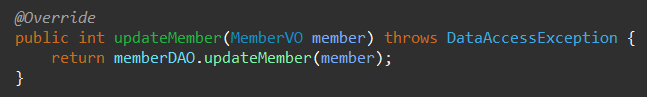 @Override
public int updateMember(MemberVO member) throws DataAccessException {
    return memberDAO.updateMember(member);
}